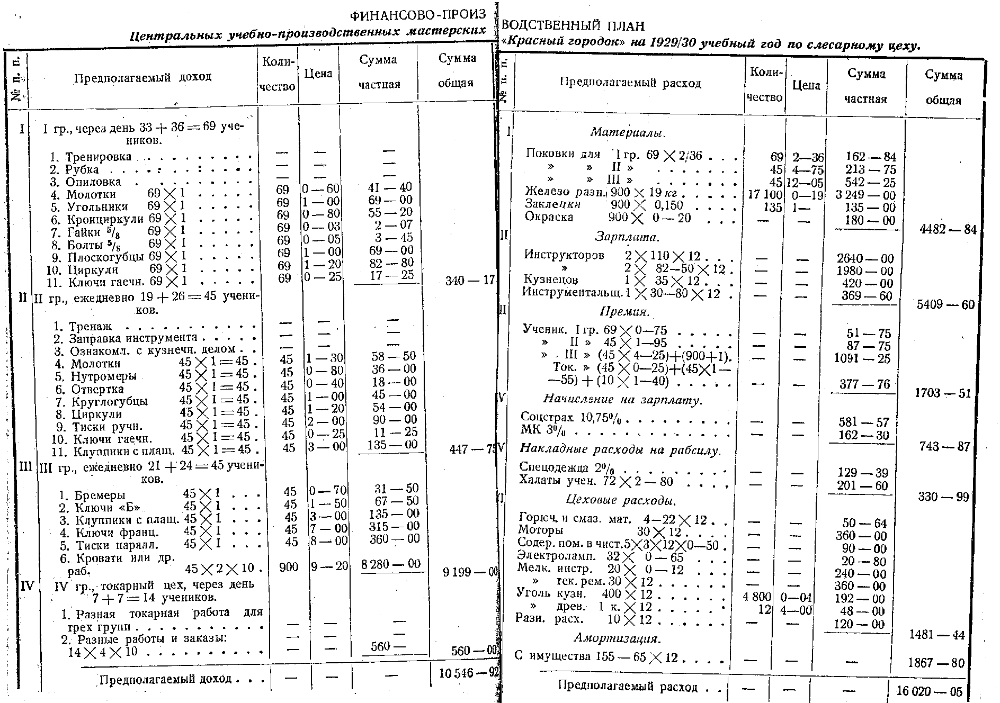 ФИНАНСОВО-ПРОИЗ
Центральных учебно-производственных мастерских
№ п. п.
Предполагаемый доход
Коли-
чество
Цена
Сумма
частная
Сумма
общая
I I гр., через день 33 + 36 = 69 уче-
ников.
1. Тренировка . . . . . . . . . — — —
2. Рубка . . . . . . . . . . — — —
3. Опиловка . . . . . . . . . — — —
4. Молотки 69 × 1 . . . . . 69 0 — 60 41 — 40
5. Угольники 69 × 1 . . . . . 69 1 — 00 69 — 00
6. Кронциркули 69 × 1 . . . . . 69 0 — 80 55 — 20
7. Гайки 5/8 69 × 1 . . . . . 69 0 — 03 2 — 07
8. Болты 5/8 69 × 1 . . . . . 69 0 — 05 3 — 45
9. Плоскогубцы 69 × 1 . . . . . 69 1 — 00 69 — 00
10. Циркули 69 × 1 . . . . . 69 1 — 20 82 — 80
11. Ключи гаечн. 69 × 1 . . . . . 69 0 — 25 17 — 25 340 — 17
II II гр., ежедневно 19 + 26 = 45 учени-
ков.
1. Тренаж . . . . . . . . . . . — — —
2. Заправка инструмента . . . . . — — —
3. Ознакомл. с кузнечн. делом . . — — —
4. Молотки 45 × 1 = 45 . 45 1 — 30 58 — 50
5. Нутромеры 45 × 1 = 45 . 45 0 — 80 36 — 00
6. Отвертка 45 × 1 = 45 . 45 0 — 40 18 — 00
7. Круглогубцы 45 × 1 = 45 . 45 1 — 00 45 — 00
8. Циркули 45 × 1 = 45 . 45 1 — 20 54 — 00
9. Тиски ручн. 45 × 1 = 45 . 45 2 — 00 90 — 00
10. Ключи гаечн. 45 × 1 = 45 . 45 0 — 25 11 — 25
11. Клуппики с плащ. 45 × 1 = 45 . 45 3 — 00 135 — 00 447 — 75
III III гр., ежедневно 21 + 24 = 45 учени-
ков.
1. Бремеры 45 × 1 . . . 45 0 — 70 31 — 50
2. Ключи «Б» 45 × 1 . . . 45 1 — 50 67 — 50
3. Клуппики с плащ. 45 × 1 . . . 45 3 — 00 135 — 00
4. Ключи франц. 45 × 1 . . . 45 7 — 00 315 — 00
5. Тиски паралл. 45 × 1 . . . 45 8 — 00 360 — 00
6. Кровати или др.
раб. 45 × 2 × 10 . 900 9 — 20 8 280 — 00 9 199 — 00
IV IV гр., токарный цех, через день
7 + 7 = 14 учеников.
1. Разная токарная работа для
трех групп . . . . . . . . . . . — — —
2. Разные работы и заказы: — — —
14 × 4 × 10 . . . . . . . . . . — — 560 — 560 — 00
Предполагаемый доход . . . — — — 10 546 — 92
ВОДСТВЕННЫЙ ПЛАН
«Красный городок» на 1929/30 учебный год по слесарному цеху.
№ п. п.
Предполагаемый расход
Коли-
чество
Цена
Сумма
частная
Сумма
общая
I Материалы.
Поковки для I гр. 69 × 2/36 . . . 69 2—36 162 — 84
» » II » . . . . . . . 45 4—75 213 — 75
» » III » . . . . . . . 45 12—05 542 — 25
Железо разн. 900 × 19 кг . . . . . 17 100 0—19 3 249 — 00
Заклепки 900 × 0,150 . . . . 135 1— 135 — 00
Окраска 900 × 0 — 20 . . . — — 180 — 00 4482 — 84
II Зарплата.
Инструкторов 2 × 110 × 12 . . . — — 2640 — 00
» 2 × 82—50 × 12 . — — 1980 — 00
Кузнецов 1 × 35 × 12 . . . — — 420 — 00
Инструментальщ. 1 × 30—80 × 12 . — — 369 — 60 5409 — 60
II Премия.
Ученик. I гр. 69 × 0—75 . . . . . — — 51 — 75
» II » 45 × 1—95 . . . . . — — 87 — 75
» III » (45 × 4—25)+(900+1). — — 1091 — 25
Ток. » (45 × 0—25)+(45×1—
—55) + (10 × 1—40) . . . . . — — 377 — 76 1703 — 51
V Начисление на зарплату.
Соцстрах 10,75% . . . . . . . . . — — 581 — 57
МК 3% . . . . . . . . . . . . . — — 162 — 30 743 — 87
V Накладные расходы на рабсилу.
Спецодежда 2% . . . . . . . . . — — 129 — 39
Халаты учен. 72 × 2 — 80 . . . . — — 201 — 60 330 — 99
I Цеховые расходы.
Горюч. и смаз. мат. 4—22 × 12 . . — — 50 — 64
Моторы 30 × 12 . . . . — — 360 — 00
Содер. пом. в чист. 5×3×12×0—50 . — — 90 — 00
Электроламп. 32 × 0 — 65 . . . — — 20 — 80
Мелк. инстр. 20 × 0 — 12 . . . — — 240 — 00
» тек. рем. 30 × 12 . . . . . . — — 360 — 00
Уголь кузн. 400 × 12 . . . . . . 4 800 0—04 192 — 00
» древ. 1 к. × 12 . . . . . . 12 4—00 48 — 00
Разн. расх. 10 × 12 . . . . . . — — 120 — 00 1481 — 44
Амортизация.
С имущества 155 — 65 × 12 . . . . — — — 1867 — 80
Предполагаемый расход . . — — — 16 020 — 05